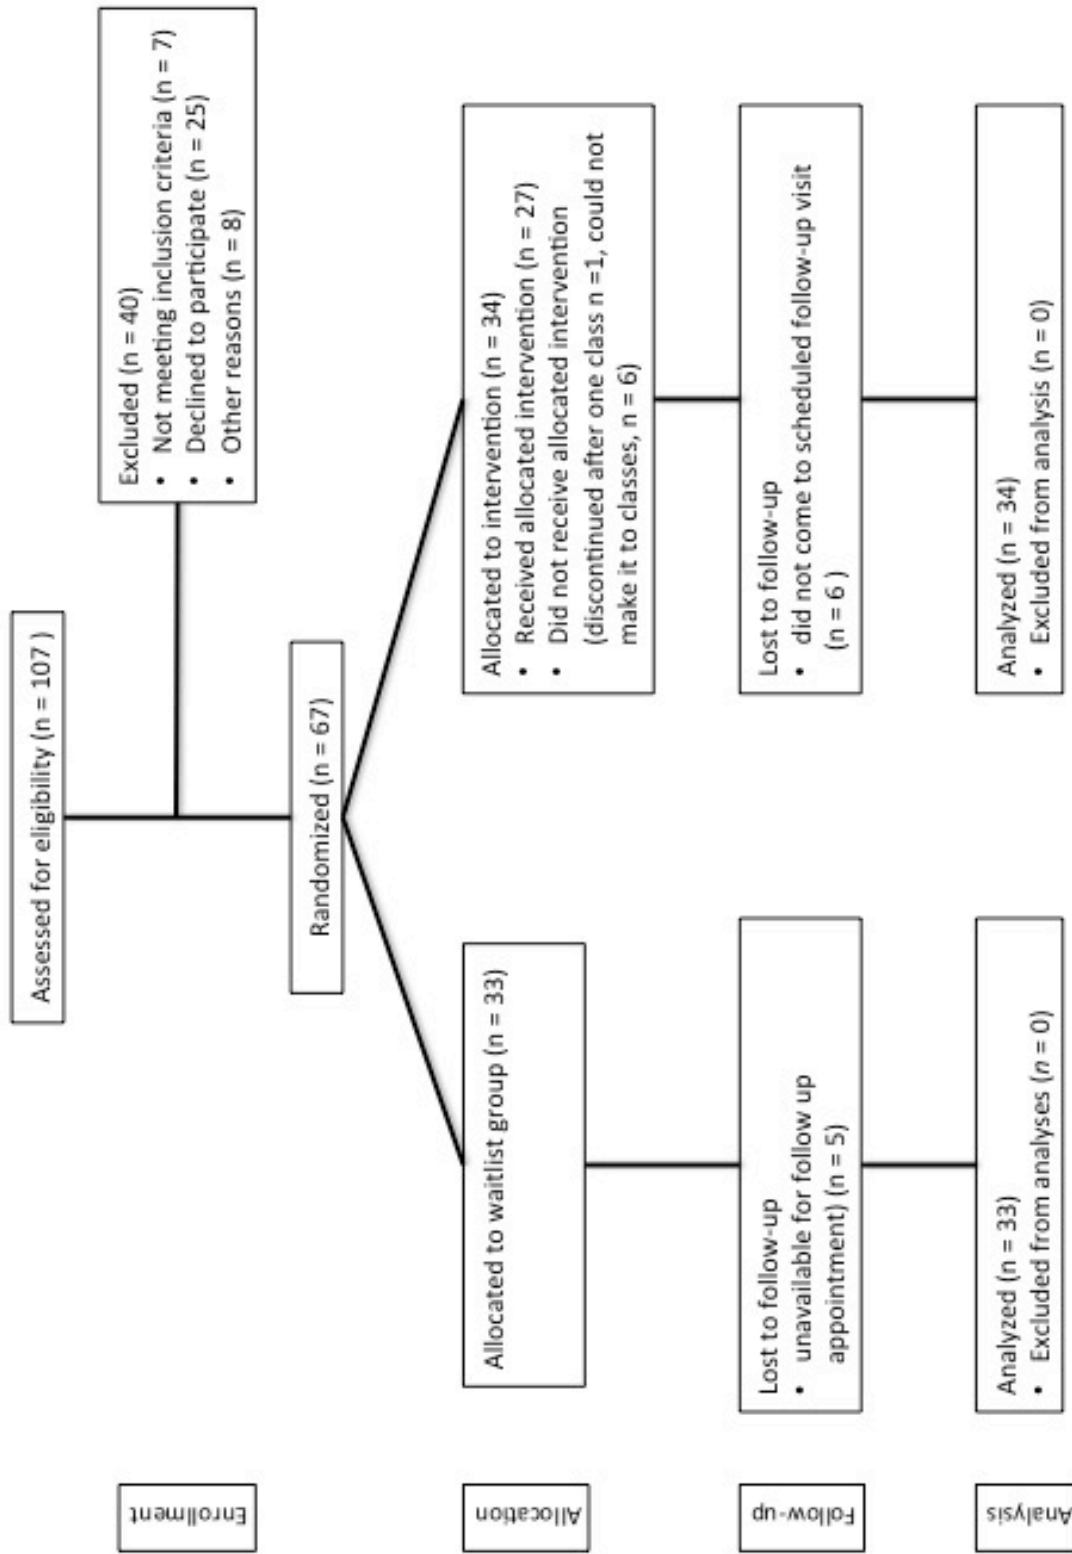 Enrollment
Assessed for eligibility (n = 107 )
Excluded (n = 40)
• Not meeting inclusion criteria (n = 7)
• Declined to participate (n = 25)
• Other reasons (n = 8)
Randomized (n = 67)
Allocation
Allocated to waitlist group (n = 33)
Allocated to intervention (n = 34)
• Received allocated intervention (n = 27)
• Did not receive allocated intervention
(discontinued after one class n =1, could not
make it to classes, n = 6)
Follow-up
Lost to follow-up
• unavailable for follow up
appointment) (n = 5)
Lost to follow-up
• did not come to scheduled follow-up visit
(n = 6 )
Analysis
Analyzed (n = 33)
• Excluded from analyses (n = 0)
Analyzed (n = 34)
• Excluded from analysis (n = 0)